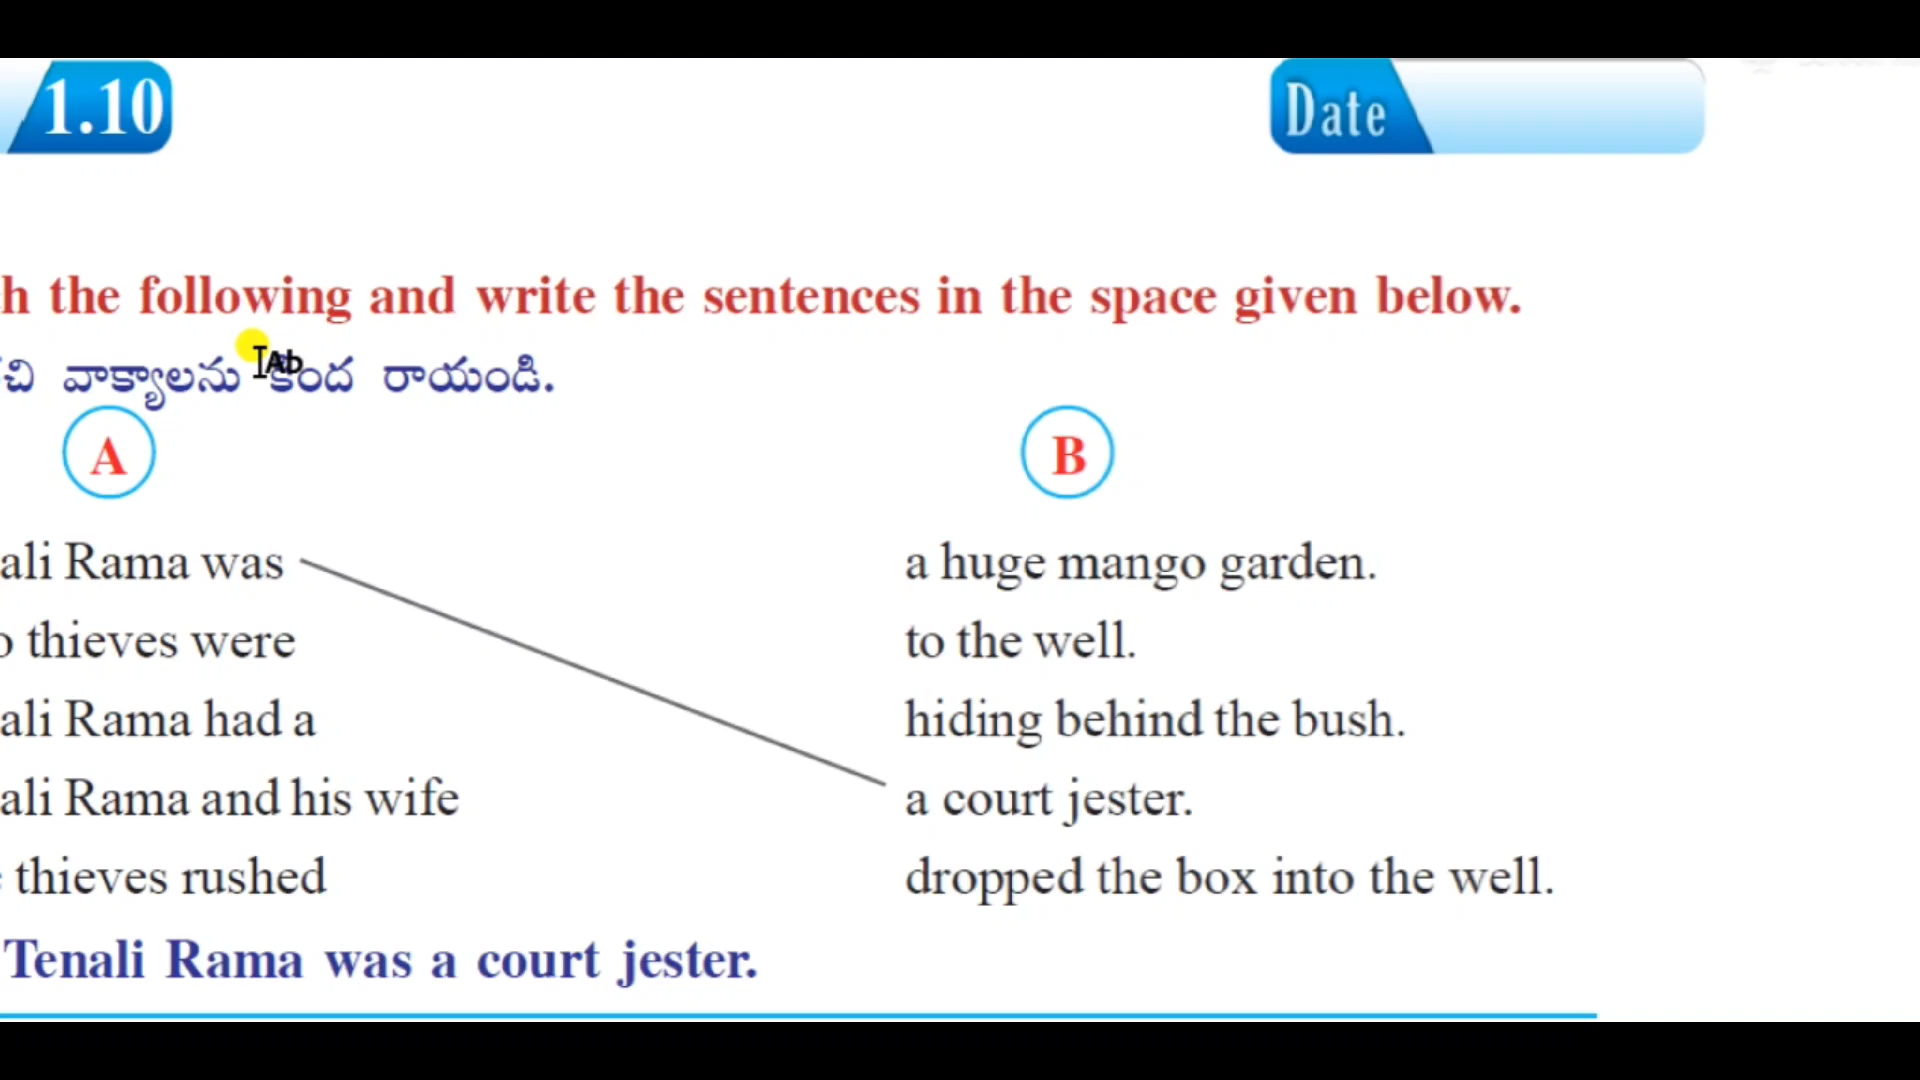 1.10
Date
h the following and write the sentences in the space given below.
చి వాక్యాలను కింద రాయండి.
A
B
ali Rama was
a huge mango garden.
o thieves were
to the well.
ali Rama had a
hiding behind the bush.
ali Rama and his wife
a court jester.
thieves rushed
dropped the box into the well.
Tenali Rama was a court jester.